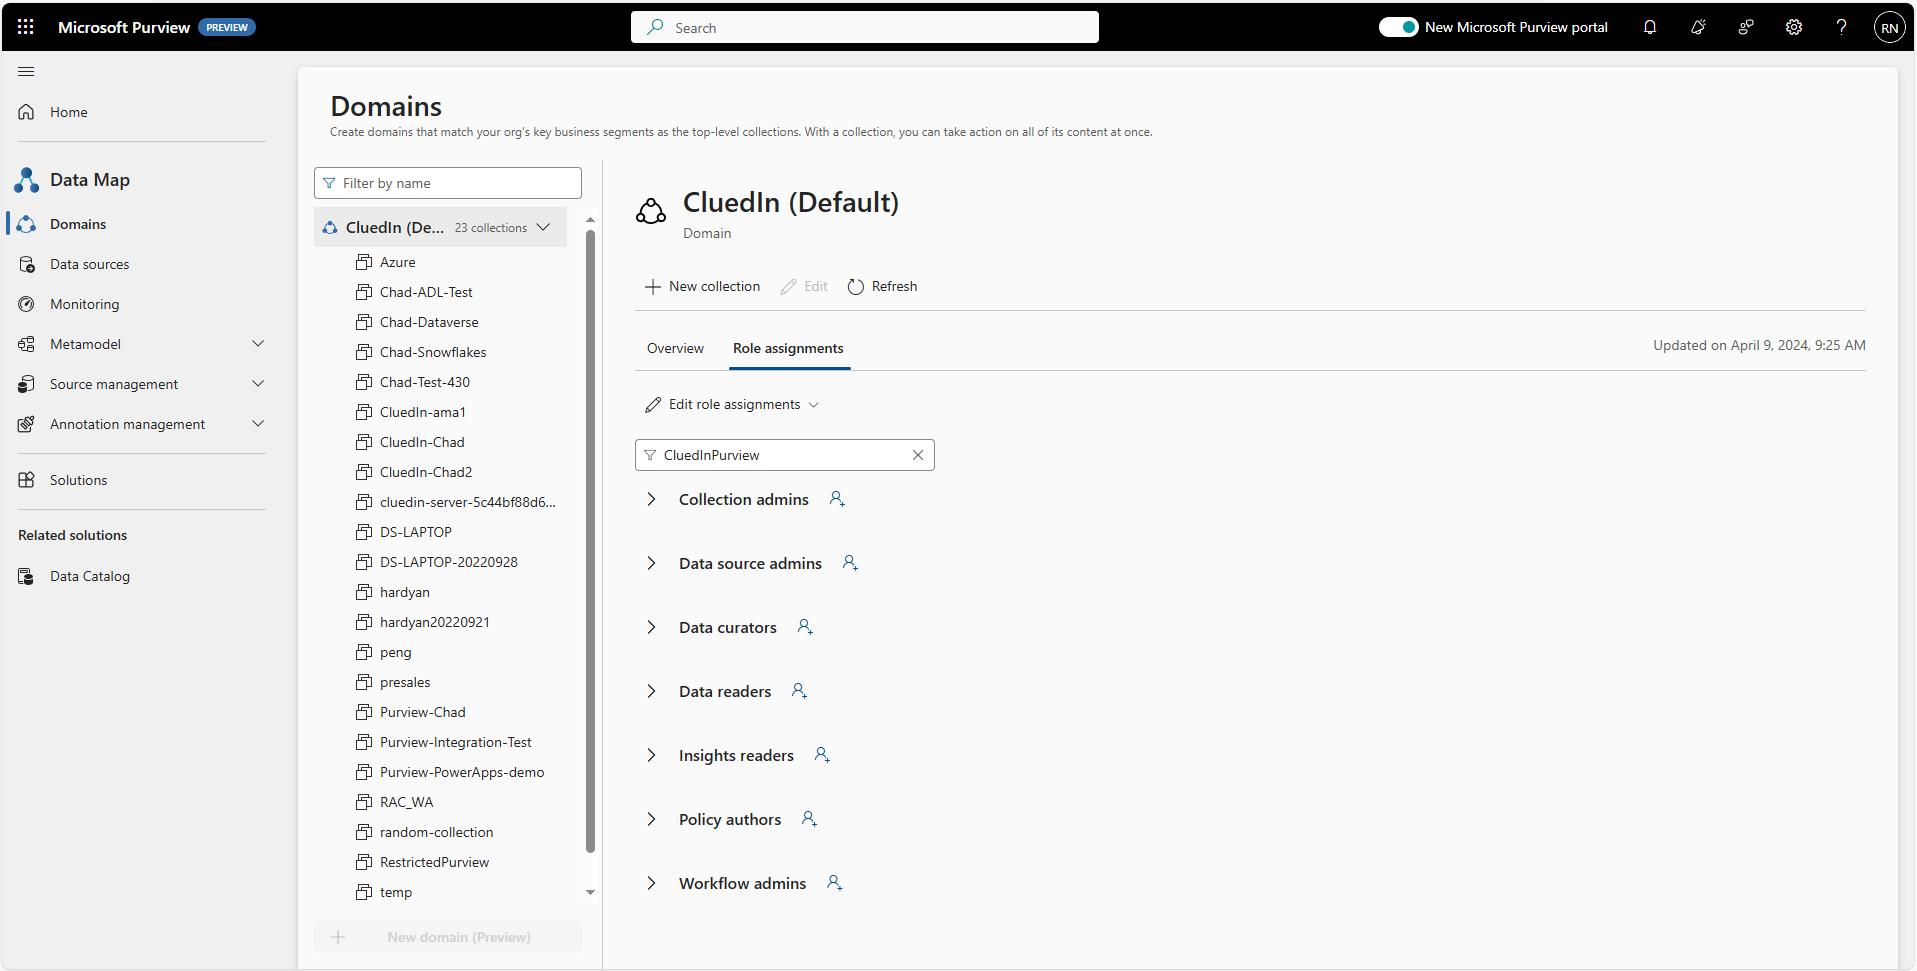 Microsoft Purview PREVIEW
Search
New Microsoft Purview portal
RN
Home
Data Map
Domains
Data sources
Monitoring
Metamodel
Source management
Annotation management
Solutions
Related solutions
Data Catalog
Domains
Create domains that match your org's key business segments as the top-level collections. With a collection, you can take action on all of its content at once.
Filter by name
CluedIn (De... 23 collections
Azure
Chad-ADL-Test
Chad-Dataverse
Chad-Snowflakes
Chad-Test-430
CluedIn-ama1
CluedIn-Chad
CluedIn-Chad2
cluedin-server-5c44bf88d6...
DS-LAPTOP
DS-LAPTOP-20220928
hardyan
hardyan20220921
peng
presales
Purview-Chad
Purview-Integration-Test
Purview-PowerApps-demo
RAC_WA
random-collection
RestrictedPurview
temp
New domain (Preview)
CluedIn (Default)
Domain
New collection Edit Refresh
Overview Role assignments
Updated on April 9, 2024, 9:25 AM
Edit role assignments
CluedInPurview
Collection admins
Data source admins
Data curators
Data readers
Insights readers
Policy authors
Workflow admins